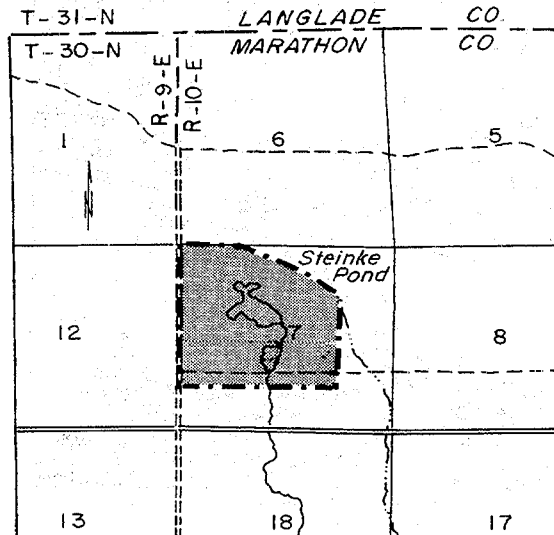 T-31-N LANGLADE CO
T-30-N MARATHON CO
R-9-E
R-10-E
1 6 5
N
Steinke
Pond
12 7 8
13 18 17